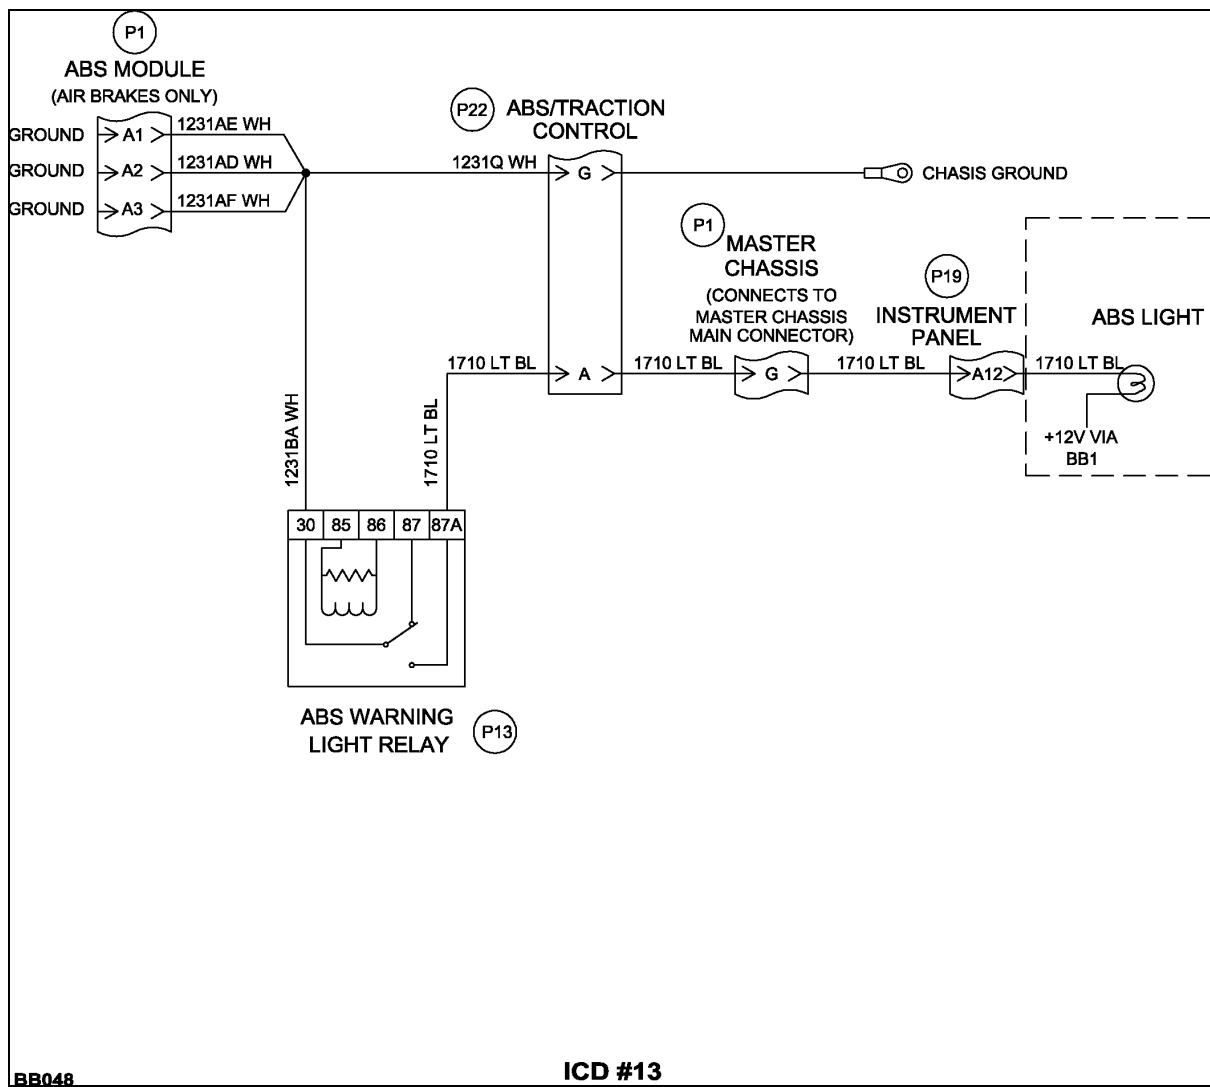 P1
ABS MODULE
(AIR BRAKES ONLY)
GROUND A1 1231AE WH
GROUND A2 1231AD WH
GROUND A3 1231AF WH
P22 ABS/TRACTION
CONTROL
1231Q WH G CHASIS GROUND
P1
MASTER
CHASSIS
(CONNECTS TO
MASTER CHASSIS
MAIN CONNECTOR)
P19
INSTRUMENT
PANEL
ABS LIGHT
1710 LT BL A 1710 LT BL G 1710 LT BL A12 1710 LT BL
+12V VIA
BB1
1231BA WH
1710 LT BL
30 85 86 87 87A
ABS WARNING
LIGHT RELAY
P13
BB048
ICD #13